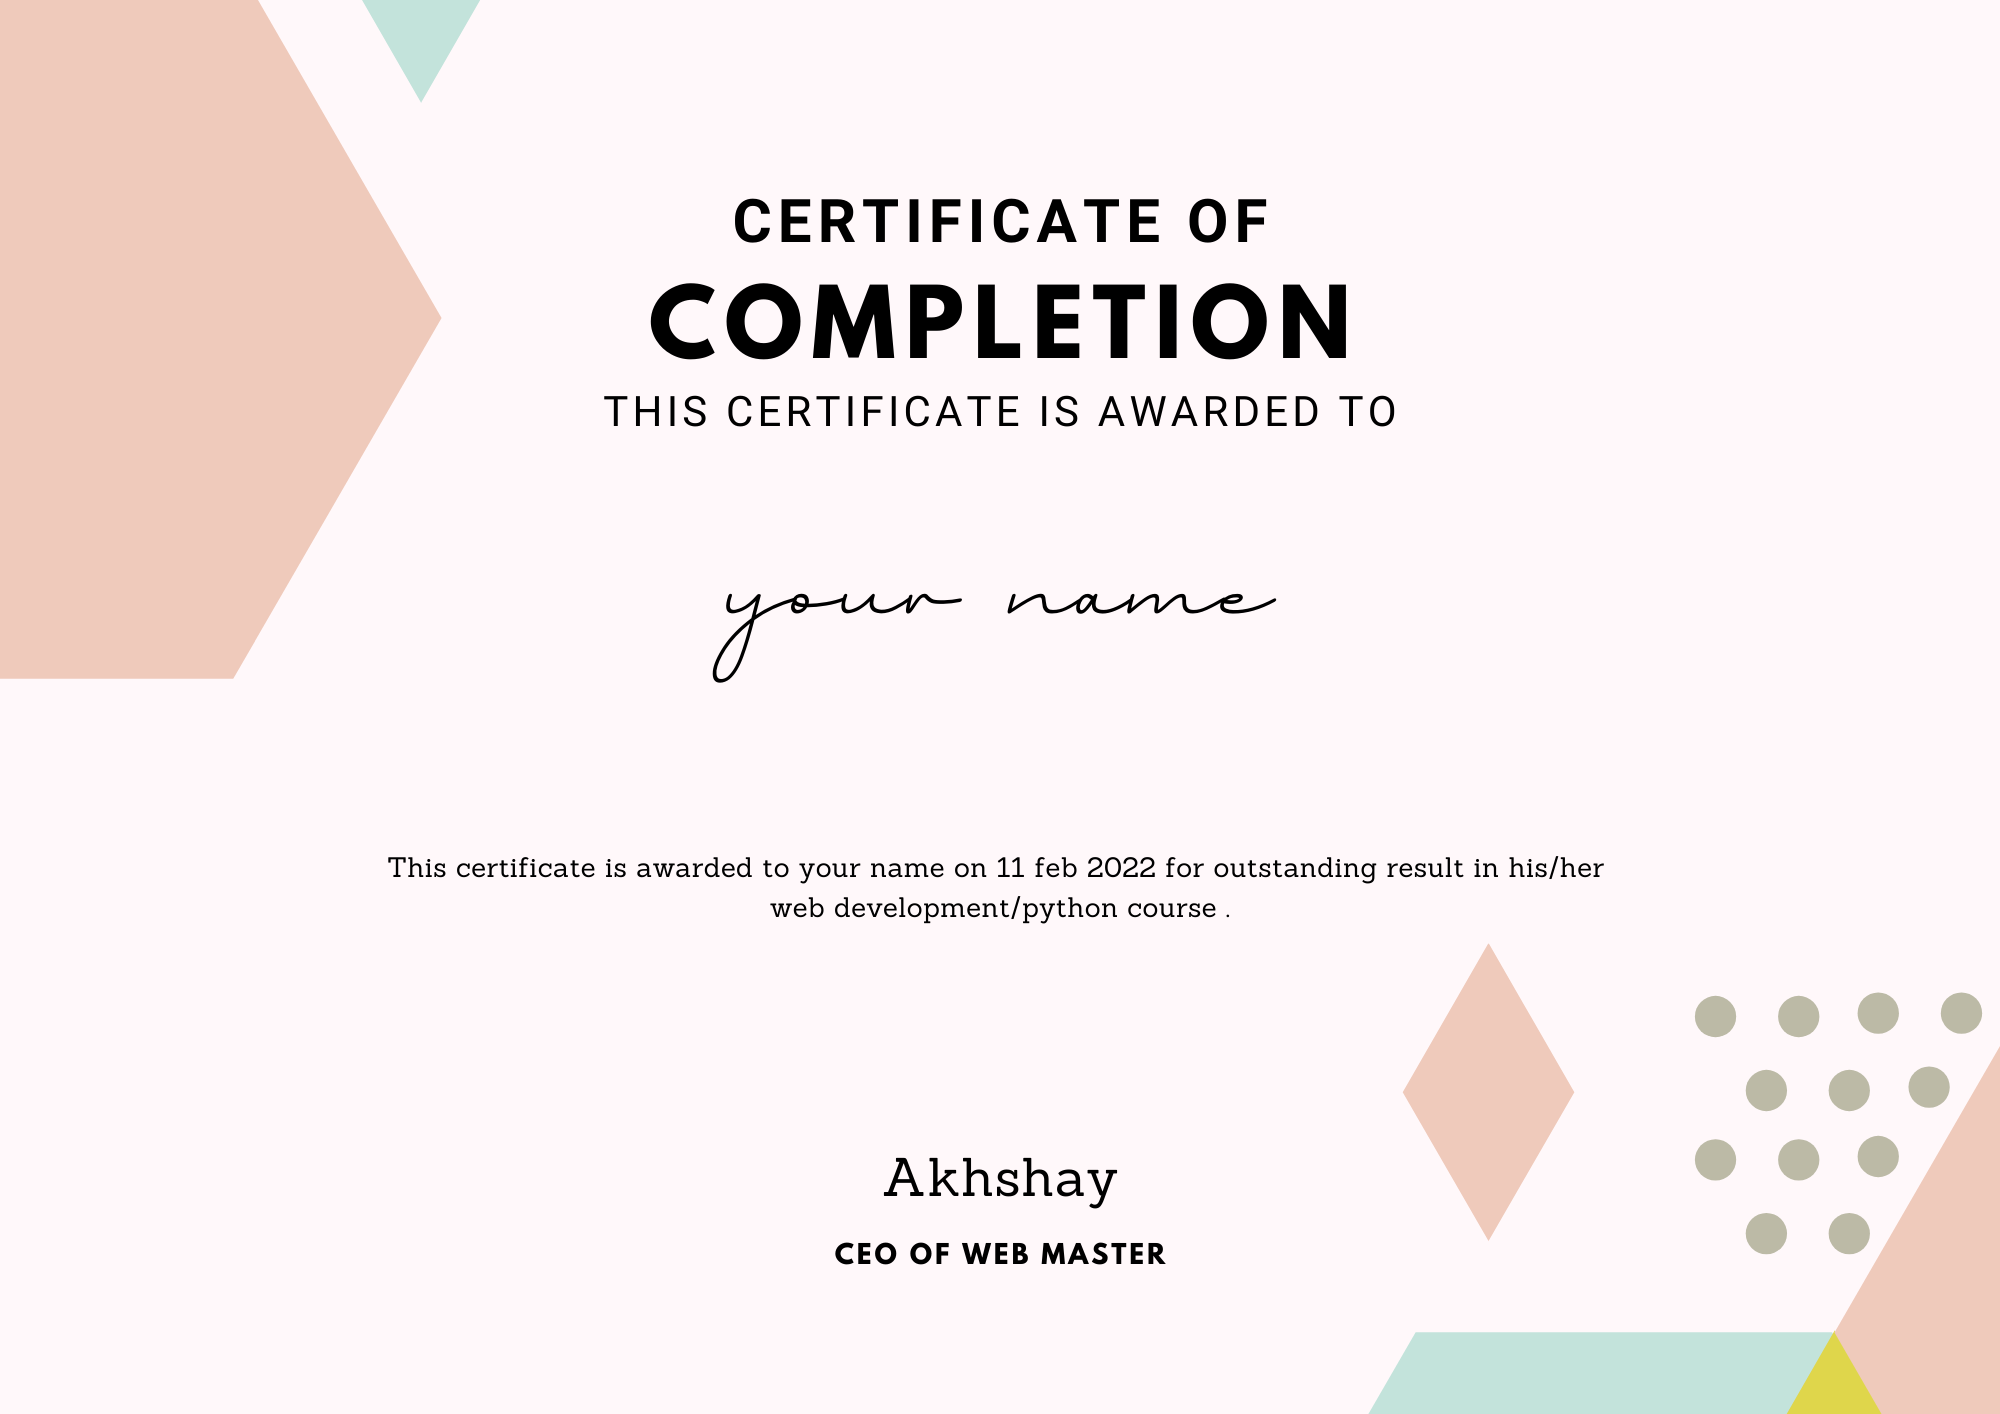 CERTIFICATE OF
COMPLETION
THIS CERTIFICATE IS AWARDED TO
your name
This certificate is awarded to your name on 11 feb 2022 for outstanding result in his/her
web development/python course .
Akhshay
CEO OF WEB MASTER